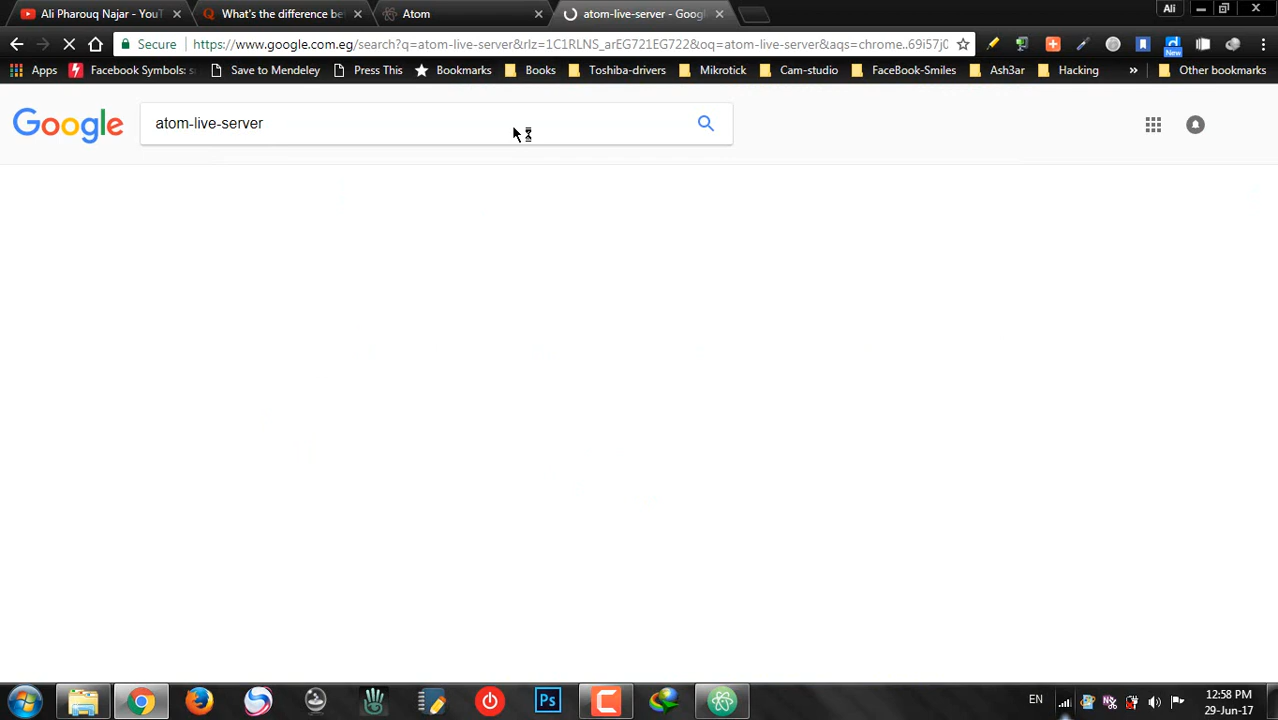 Ali Pharouq Najar - YouT
What's the difference be
Atom
atom-live-server - Goog
Ali
Secure
https://www.google.com.eg/search?q=atom-live-server&rlz=1C1RLNS_arEG721EG722&oq=atom-live-server&aqs=chrome..69i57j0
New
Apps
Facebook Symbols: s
Save to Mendeley
Press This
Bookmarks
Books
Toshiba-drivers
Mikrotick
Cam-studio
FaceBook-Smiles
Ash3ar
Hacking
»
Other bookmarks
Google
atom-live-server
Ps
EN
12:58 PM
29-Jun-17